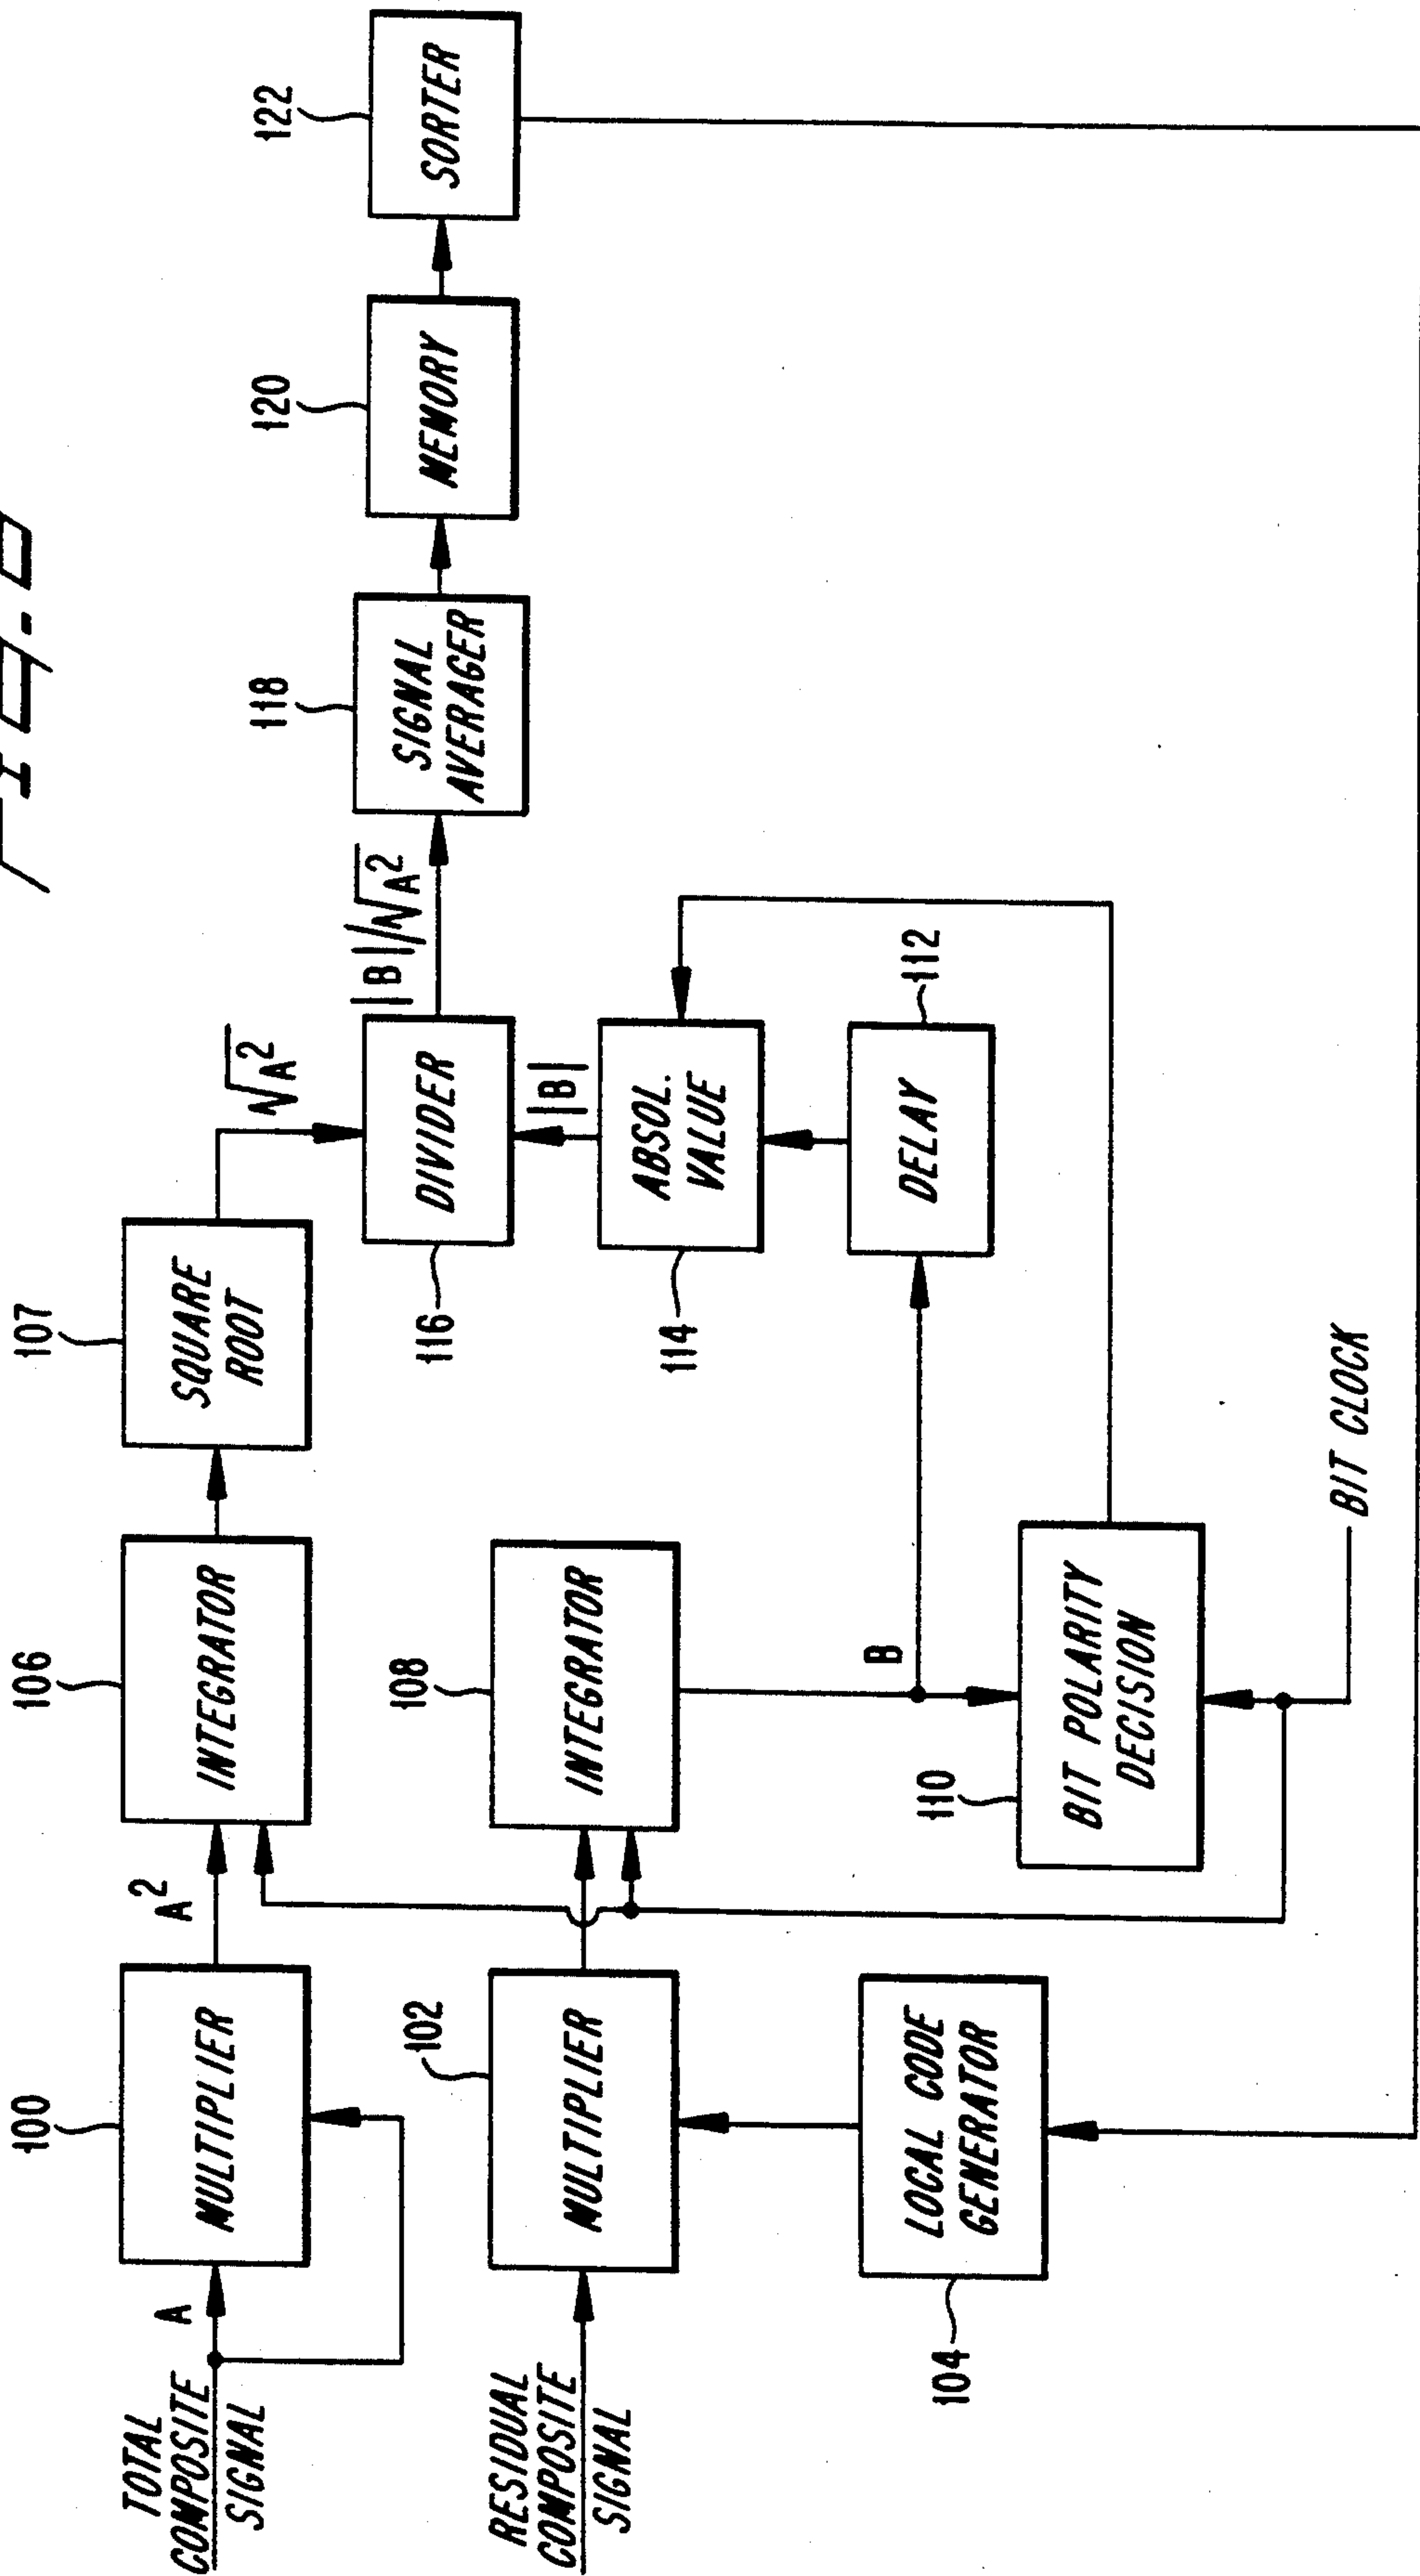 Fig. 8
TOTAL
COMPOSITE
SIGNAL
A
100
MULTIPLIER
A²
106
INTEGRATOR
107
SQUARE
ROOT
√A²
RESIDUAL
COMPOSITE
SIGNAL
102
MULTIPLIER
108
INTEGRATOR
B
104
LOCAL CODE
GENERATOR
110
BIT POLARITY
DECISION
BIT CLOCK
112
DELAY
114
ABSOL.
VALUE
|B|
116
DIVIDER
|B|/√A²
118
SIGNAL
AVERAGER
120
MEMORY
122
SORTER